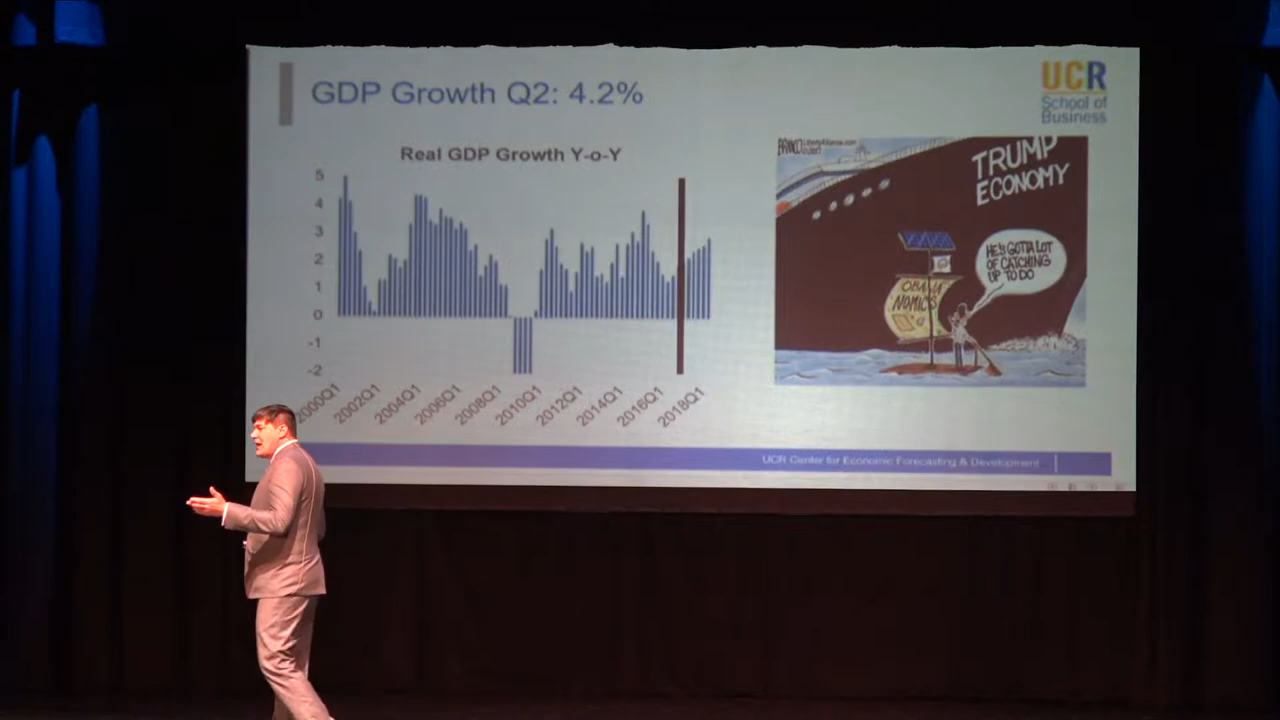 GDP Growth Q2: 4.2%
UCR
School of
Business
Real GDP Growth Y-o-Y
5
4
3
2
1
0
-1
-2
2000Q1
2002Q1
2004Q1
2006Q1
2008Q1
2010Q1
2012Q1
2014Q1
2016Q1
2018Q1
TRUMP
ECONOMY
HE'S GOTTA LOT
OF CATCHING
UP TO DO
OBAMA
NOMICS
UCR Center for Economic Forecasting & Development